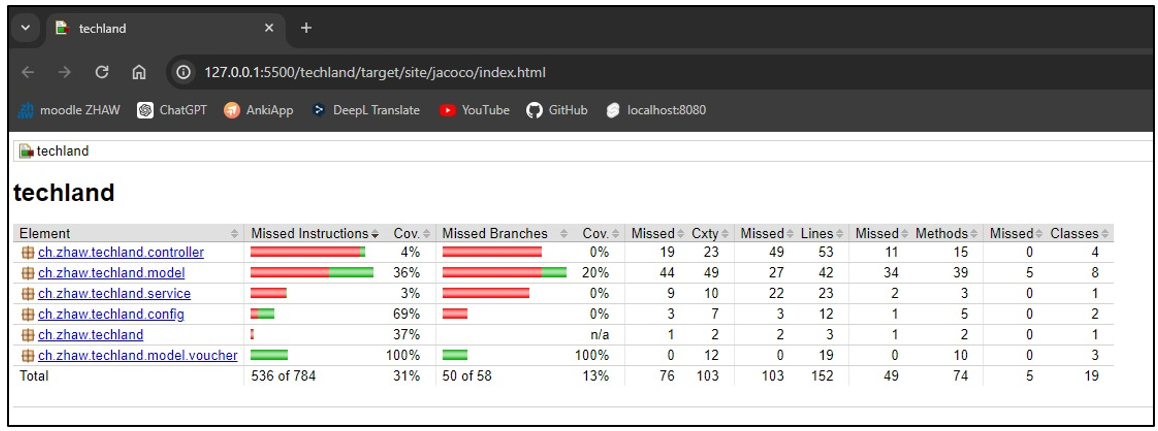 techland
127.0.0.1:5500/techland/target/site/jacoco/index.html
moodle ZHAW ChatGPT AnkiApp DeepL Translate YouTube GitHub localhost:8080
techland
techland
Element Missed Instructions Cov. Missed Branches Cov. Missed Cxty Missed Lines Missed Methods Missed Classes
ch.zhaw.techland.controller 4% 0% 19 23 49 53 11 15 0 4
ch.zhaw.techland.model 36% 20% 44 49 27 42 34 39 5 8
ch.zhaw.techland.service 3% 0% 9 10 22 23 2 3 0 1
ch.zhaw.techland.config 69% 0% 3 7 3 12 1 5 0 2
ch.zhaw.techland 37% n/a 1 2 2 3 1 2 0 1
ch.zhaw.techland.model.voucher 100% 100% 0 12 0 19 0 10 0 3
Total 536 of 784 31% 50 of 58 13% 76 103 103 152 49 74 5 19